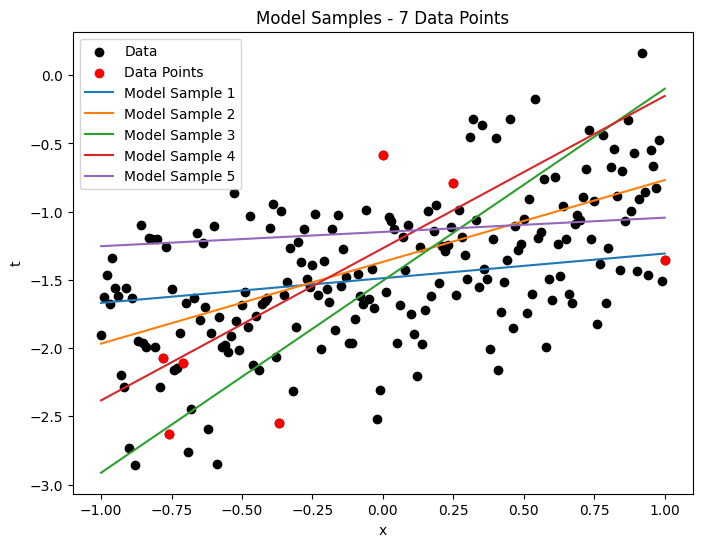 Model Samples - 7 Data Points
Data
Data Points
Model Sample 1
Model Sample 2
Model Sample 3
Model Sample 4
Model Sample 5
t
0.0
−0.5
−1.0
−1.5
−2.0
−2.5
−3.0
−1.00 −0.75 −0.50 −0.25 0.00 0.25 0.50 0.75 1.00
x